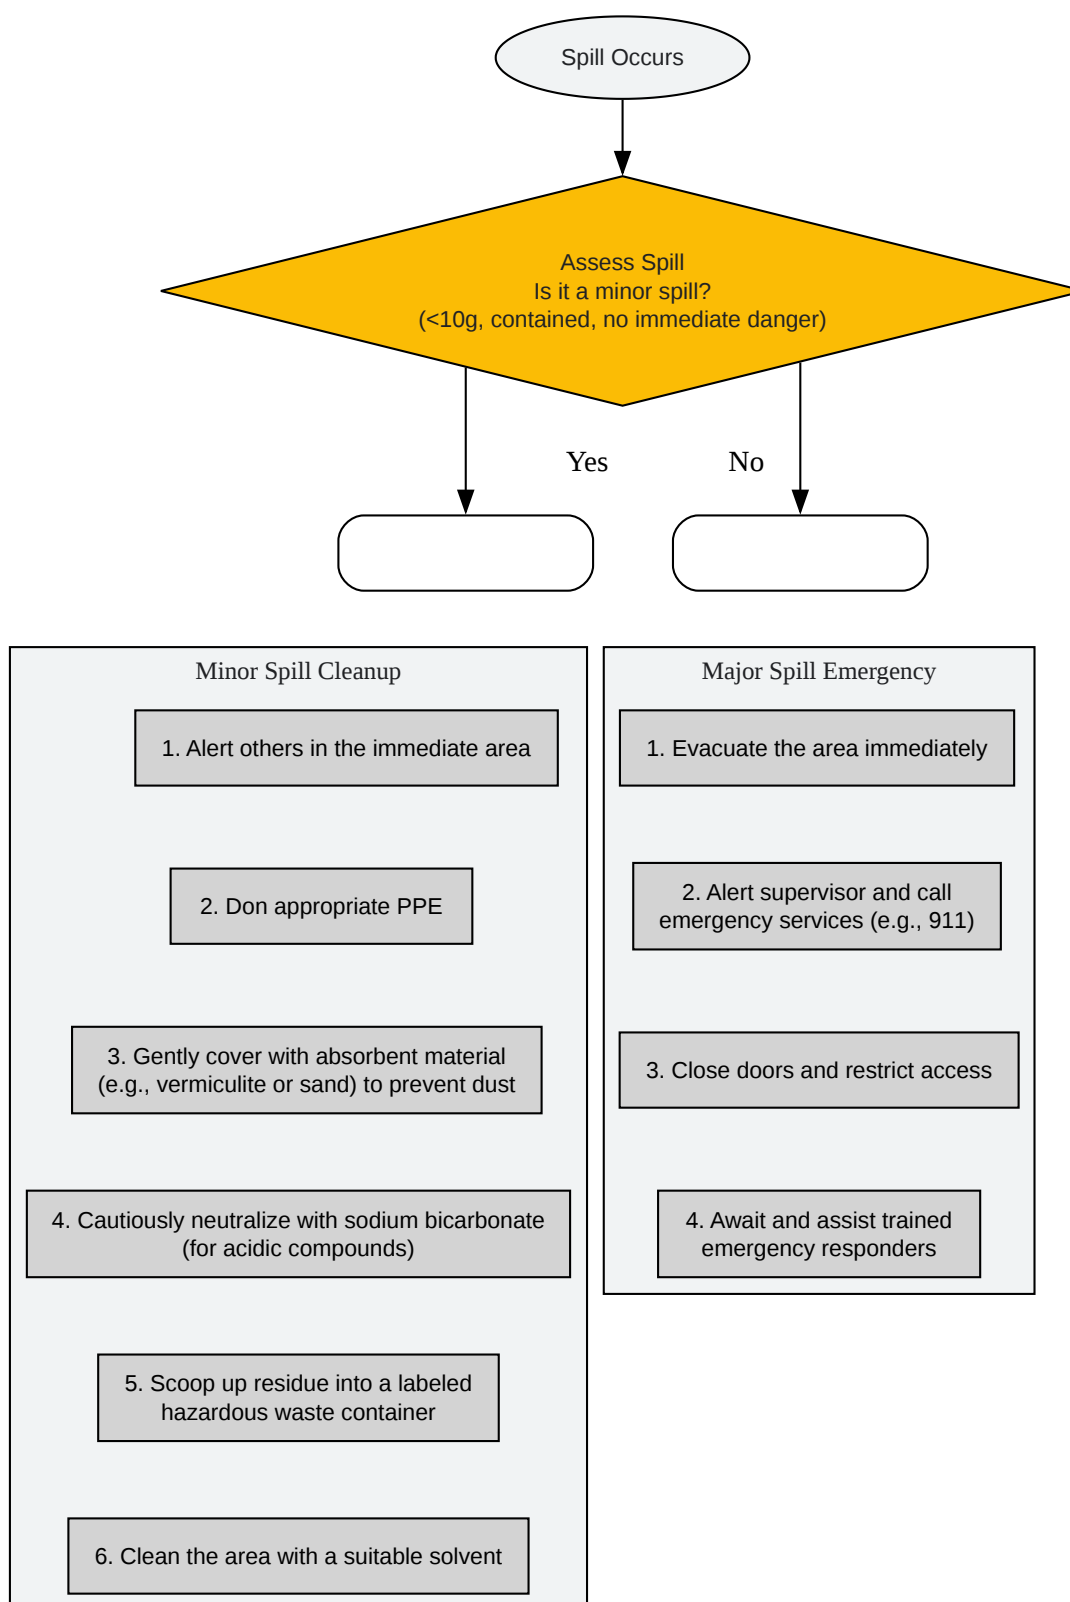 Spill Occurs
Assess Spill
Is it a minor spill?
(<10g, contained, no immediate danger)
Yes
No
Minor Spill Cleanup
1. Alert others in the immediate area
2. Don appropriate PPE
3. Gently cover with absorbent material
(e.g., vermiculite or sand) to prevent dust
4. Cautiously neutralize with sodium bicarbonate
(for acidic compounds)
5. Scoop up residue into a labeled
hazardous waste container
6. Clean the area with a suitable solvent
Major Spill Emergency
1. Evacuate the area immediately
2. Alert supervisor and call
emergency services (e.g., 911)
3. Close doors and restrict access
4. Await and assist trained
emergency responders